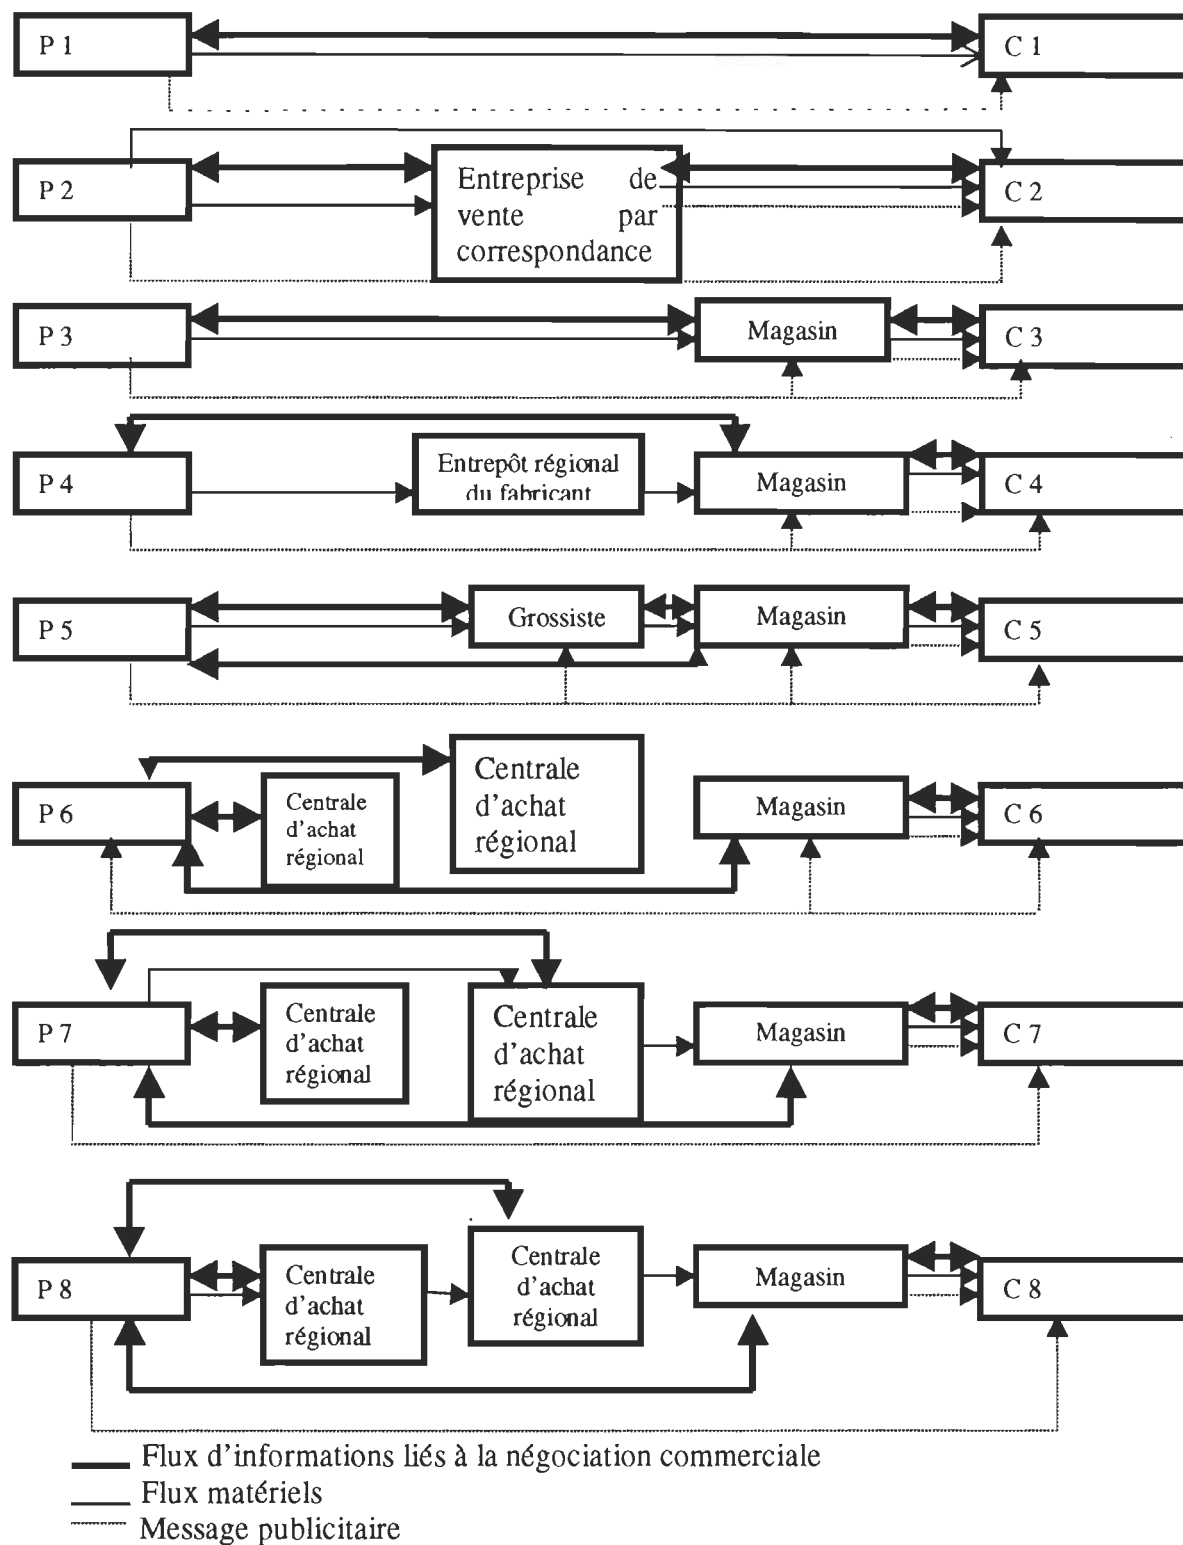 P 1
C 1
P 2
Entreprise de
vente par
correspondance
C 2
P 3
Magasin
C 3
P 4
Entrepôt régional
du fabricant
Magasin
C 4
P 5
Grossiste
Magasin
C 5
P 6
Centrale
d'achat
régional
Centrale
d'achat
régional
Magasin
C 6
P 7
Centrale
d'achat
régional
Centrale
d'achat
régional
Magasin
C 7
P 8
Centrale
d'achat
régional
Centrale
d'achat
régional
Magasin
C 8
Flux d'informations liés à la négociation commerciale
Flux matériels
Message publicitaire